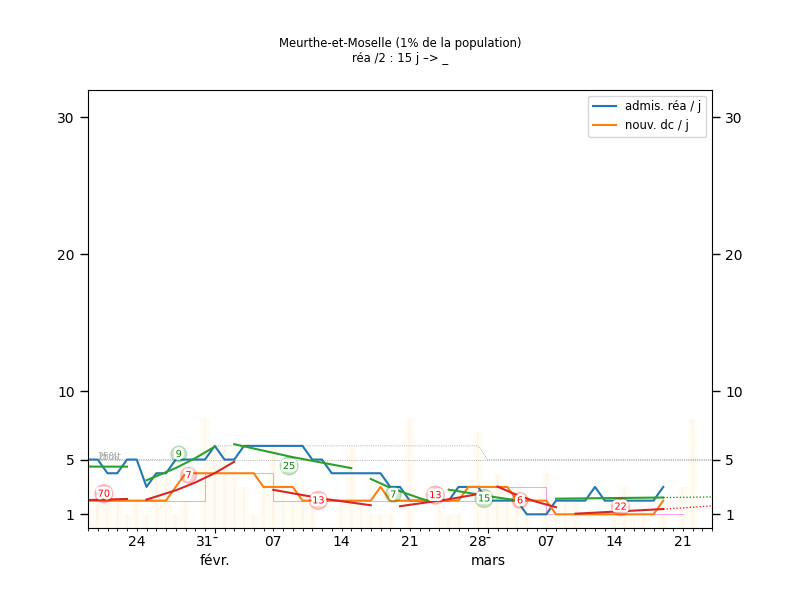 Meurthe-et-Moselle (1% de la population)
réa /2 : 15 j –> _
admis. réa / j
nouv. dc / j
30 30
20 20
10 10
5 5
1 1
9
7
70
25
13
7
13
15
6
22
24 31 07 14 21 28 07 14 21
févr. mars